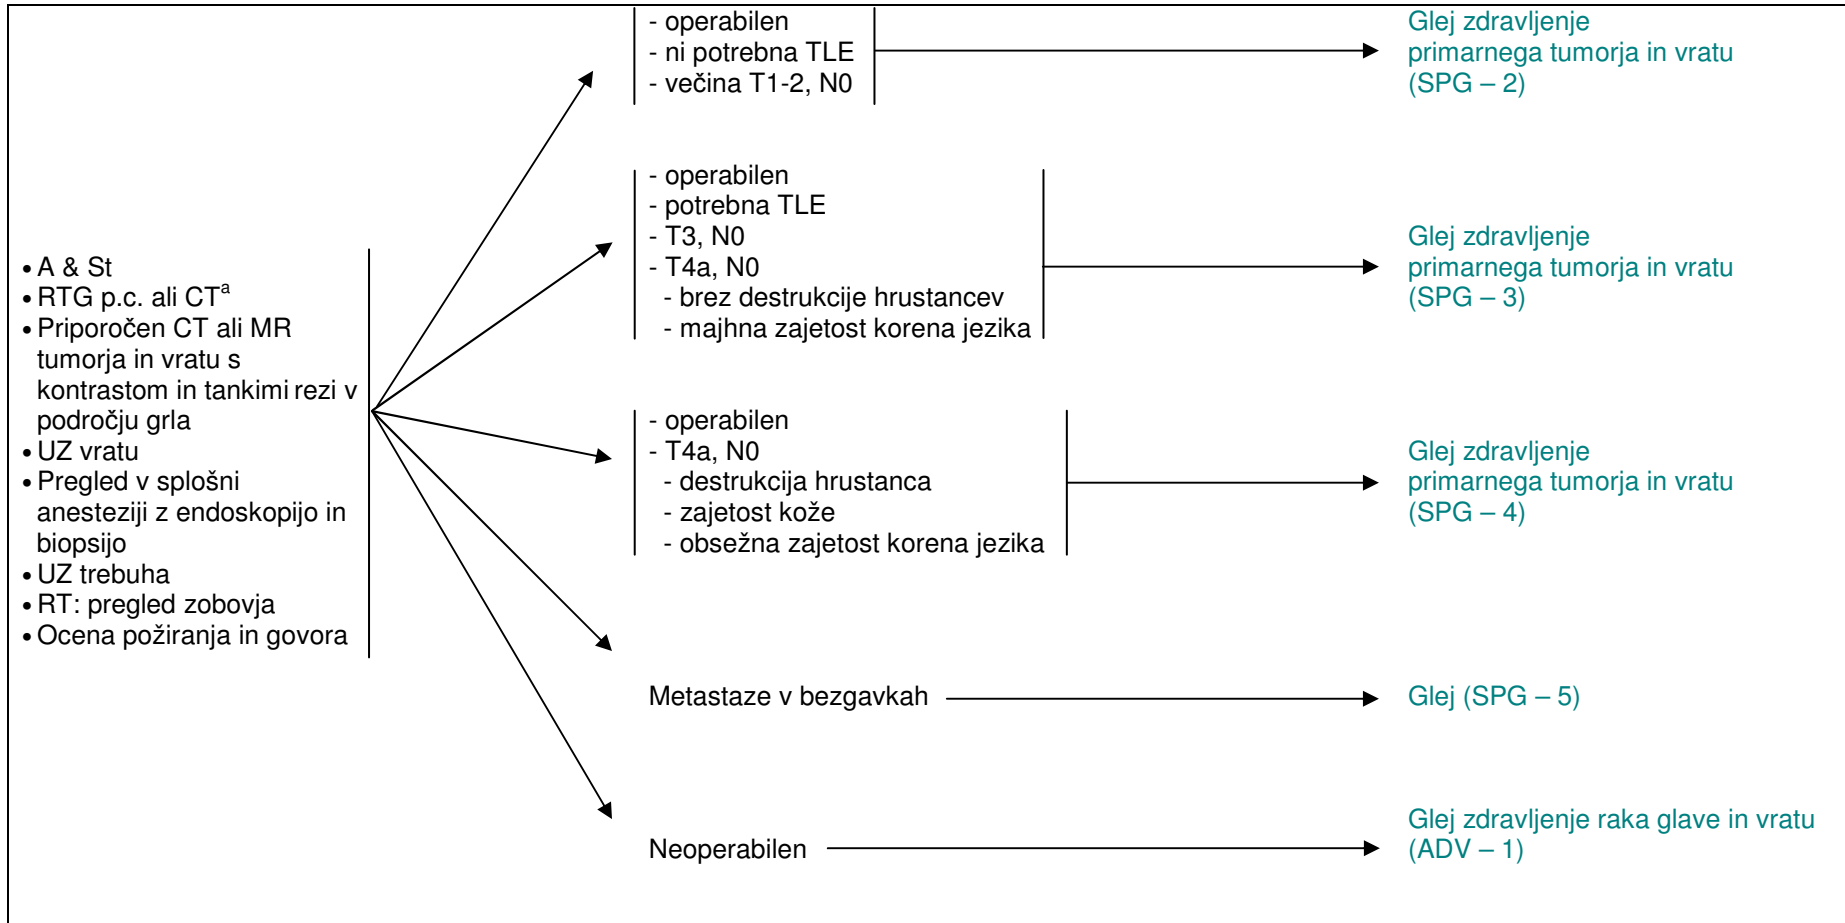 • A & St
• RTG p.c. ali CTᵃ
• Priporočen CT ali MR
tumorja in vratu s
kontrastom in tankimi rezi v
področju grla
• UZ vratu
• Pregled v splošni
anesteziji z endoskopijo in
biopsijo
• UZ trebuha
• RT: pregled zobovja
• Ocena požiranja in govora
- operabilen
- ni potrebna TLE
- večina T1-2, N0
Glej zdravljenje
primarnega tumorja in vratu
(SPG – 2)
- operabilen
- potrebna TLE
- T3, N0
- T4a, N0
- brez destrukcije hrustancev
- majhna zajetost korena jezika
Glej zdravljenje
primarnega tumorja in vratu
(SPG – 3)
- operabilen
- T4a, N0
- destrukcija hrustanca
- zajetost kože
- obsežna zajetost korena jezika
Glej zdravljenje
primarnega tumorja in vratu
(SPG – 4)
Metastaze v bezgavkah
Glej (SPG – 5)
Neoperabilen
Glej zdravljenje raka glave in vratu
(ADV – 1)